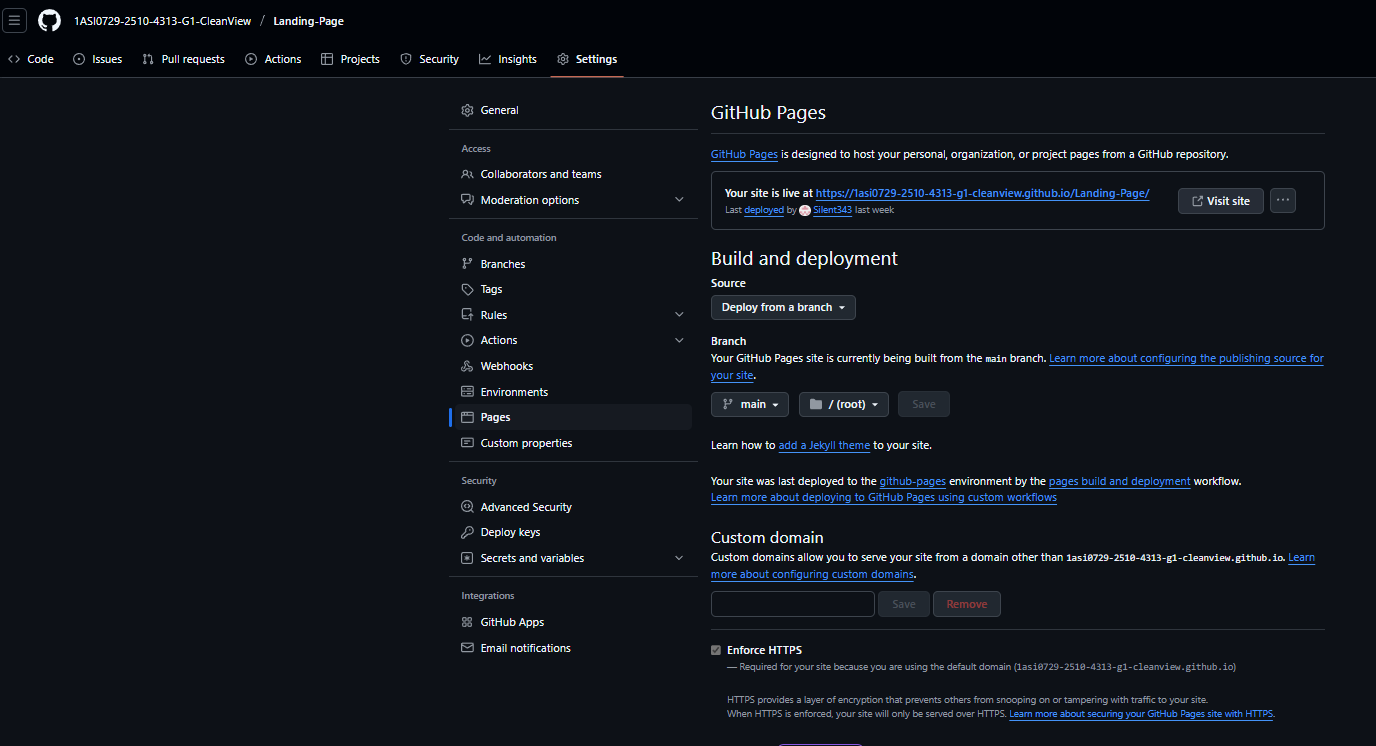 1ASI0729-2510-4313-G1-CleanView / Landing-Page
Code Issues Pull requests Actions Projects Security Insights Settings
General
Access
Collaborators and teams
Moderation options
Code and automation
Branches
Tags
Rules
Actions
Webhooks
Environments
Pages
Custom properties
Security
Advanced Security
Deploy keys
Secrets and variables
Integrations
GitHub Apps
Email notifications
GitHub Pages
GitHub Pages is designed to host your personal, organization, or project pages from a GitHub repository.
Your site is live at https://1asi0729-2510-4313-g1-cleanview.github.io/Landing-Page/
Last deployed by Silent343 last week
Visit site
Build and deployment
Source
Deploy from a branch
Branch
Your GitHub Pages site is currently being built from the main branch. Learn more about configuring the publishing source for
your site.
main / (root) Save
Learn how to add a Jekyll theme to your site.
Your site was last deployed to the github-pages environment by the pages build and deployment workflow.
Learn more about deploying to GitHub Pages using custom workflows
Custom domain
Custom domains allow you to serve your site from a domain other than 1asi0729-2510-4313-g1-cleanview.github.io. Learn
more about configuring custom domains.
Save Remove
Enforce HTTPS
— Required for your site because you are using the default domain (1asi0729-2510-4313-g1-cleanview.github.io)
HTTPS provides a layer of encryption that prevents others from snooping on or tampering with traffic to your site.
When HTTPS is enforced, your site will only be served over HTTPS. Learn more about securing your GitHub Pages site with HTTPS.